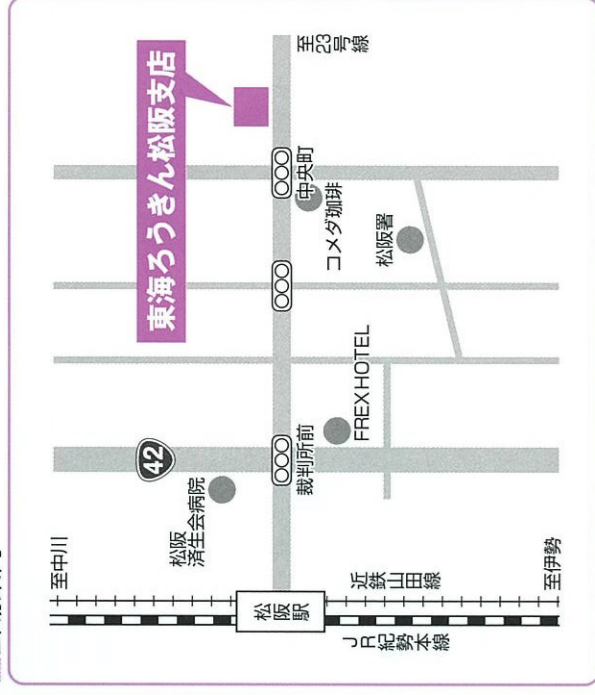 東海ろうきん松阪支店
至23号線
中央町
コメダ珈琲
松阪署
FREXHOTEL
裁判所前
42
松阪
済生会病院
至中川
松阪駅
近鉄山田線
JR紀勢本線
至伊勢